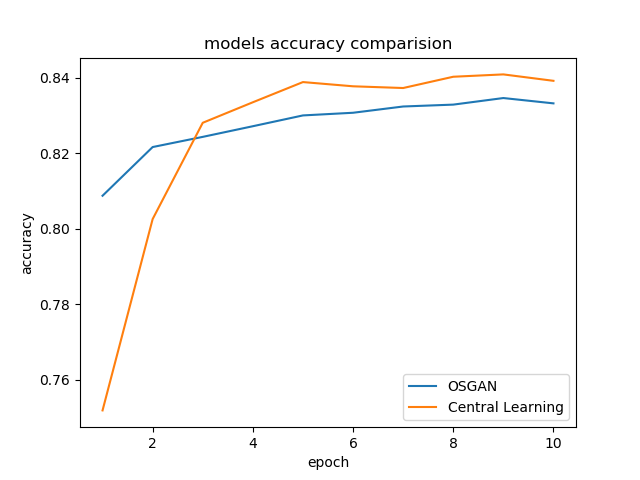 models accuracy comparision
accuracy
0.84
0.82
0.80
0.78
0.76
OSGAN
Central Learning
2
4
6
8
10
epoch